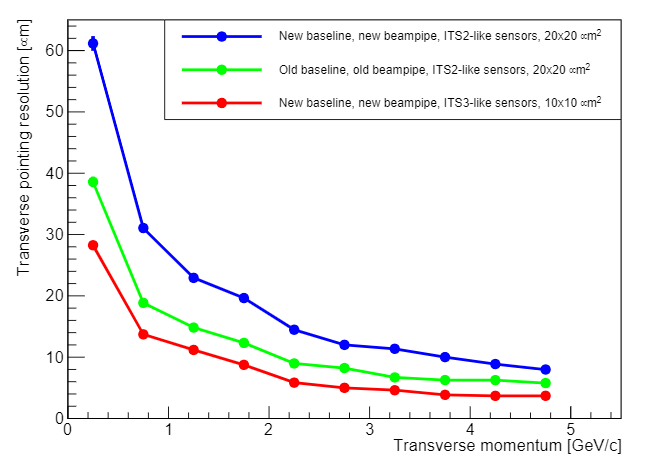 New baseline, new beampipe, ITS2-like sensors, 20x20 ∝m²
Old baseline, old beampipe, ITS2-like sensors, 20x20 ∝m²
New baseline, new beampipe, ITS3-like sensors, 10x10 ∝m²
Transverse pointing resolution [∝m]
60
50
40
30
20
10
0
0 1 2 3 4 5
Transverse momentum [GeV/c]